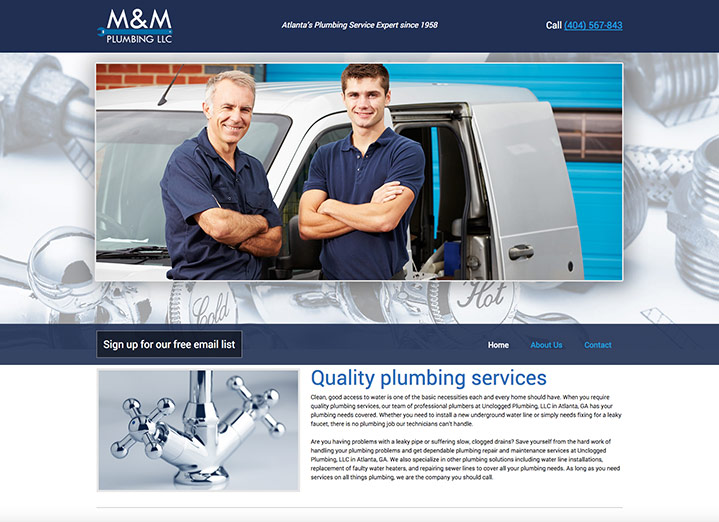 M&M
PLUMBING LLC
Atlanta's Plumbing Service Expert since 1958
Call (404) 567-843
Cold
Hot
Sign up for our free email list
Home
About Us
Contact
Quality plumbing services
Clean, good access to water is one of the basic necessities each and every home should have. When you require
quality plumbing services, our team of professional plumbers at Unclogged Plumbing, LLC in Atlanta, GA has your
plumbing needs covered. Whether you need to install a new underground water line or simply needs fixing for a leaky
faucet, there is no plumbing job our technicians can't handle.
Are you having problems with a leaky pipe or suffering slow, clogged drains? Save yourself from the hard work of
handling your plumbing problems and get dependable plumbing repair and maintenance services at Unclogged
Plumbing, LLC in Atlanta, GA. We also specialize in other plumbing solutions including water line installations,
replacement of faulty water heaters, and repairing sewer lines to cover all your plumbing needs. As long as you need
services on all things plumbing, we are the company you should call.